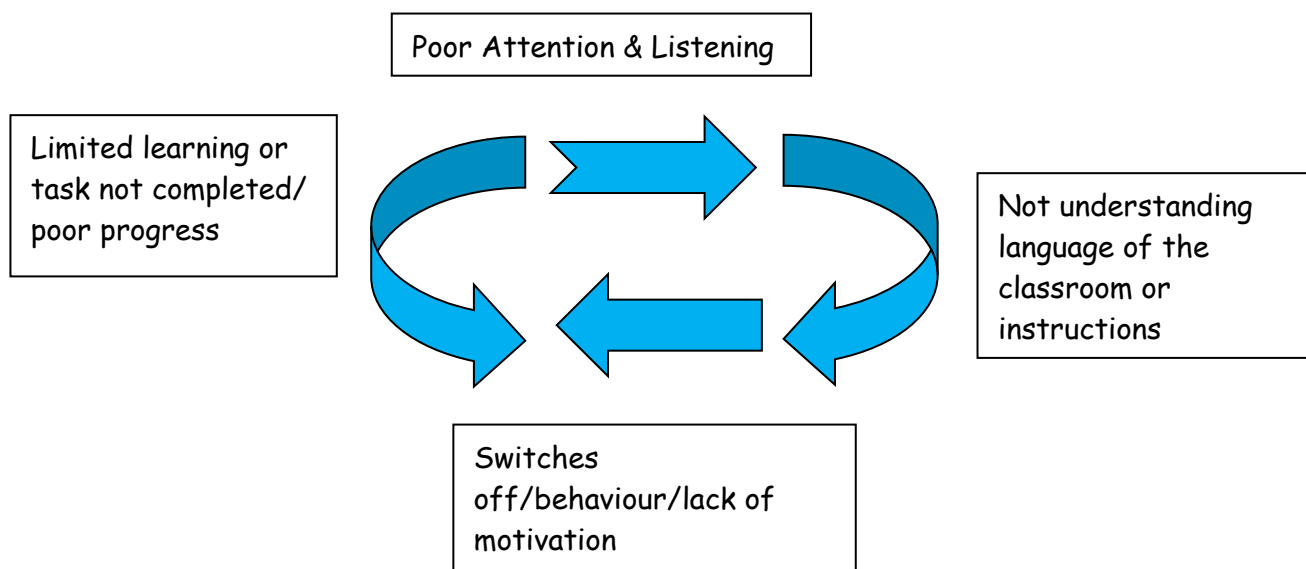 Poor Attention & Listening
Limited learning or
task not completed/
poor progress
Not understanding
language of the
classroom or
instructions
Switches
off/behaviour/lack of
motivation